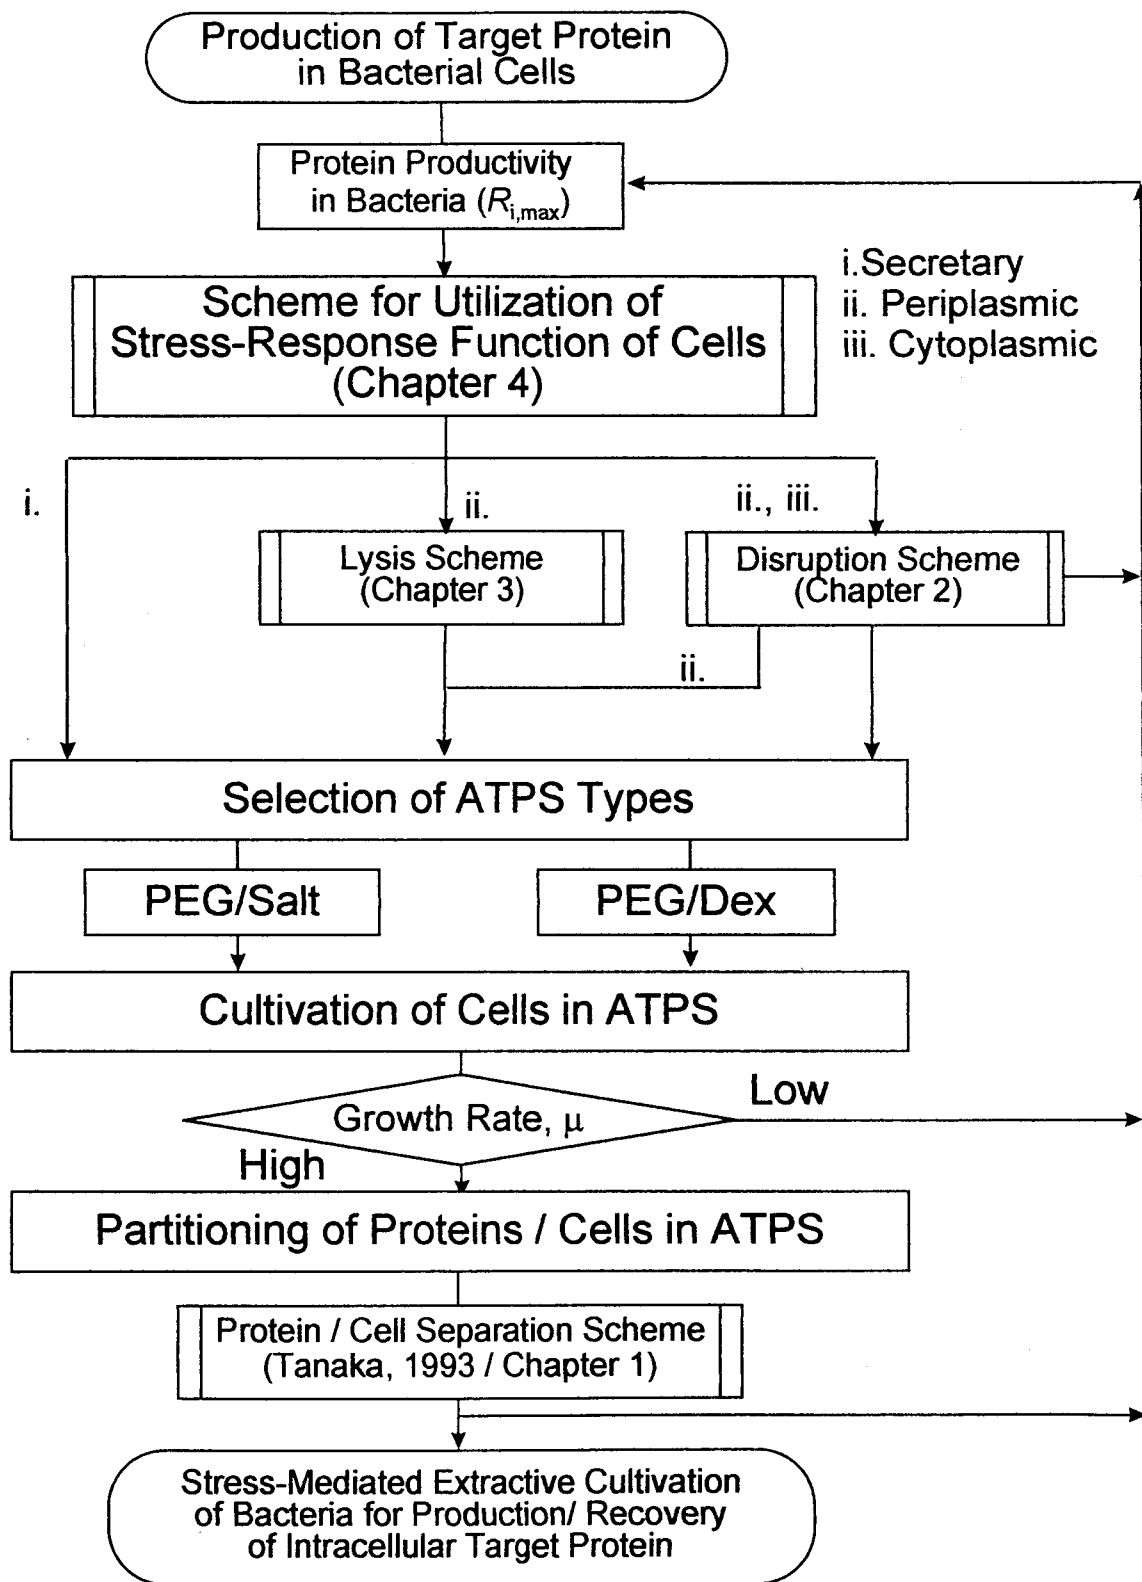 Production of Target Protein
in Bacterial Cells
Protein Productivity
in Bacteria (Ri,max)
i.Secretary
ii. Periplasmic
iii. Cytoplasmic
Scheme for Utilization of
Stress-Response Function of Cells
(Chapter 4)
i.
ii.
ii., iii.
Lysis Scheme
(Chapter 3)
Disruption Scheme
(Chapter 2)
ii.
Selection of ATPS Types
PEG/Salt
PEG/Dex
Cultivation of Cells in ATPS
Growth Rate, μ
Low
High
Partitioning of Proteins / Cells in ATPS
Protein / Cell Separation Scheme
(Tanaka, 1993 / Chapter 1)
Stress-Mediated Extractive Cultivation
of Bacteria for Production/ Recovery
of Intracellular Target Protein